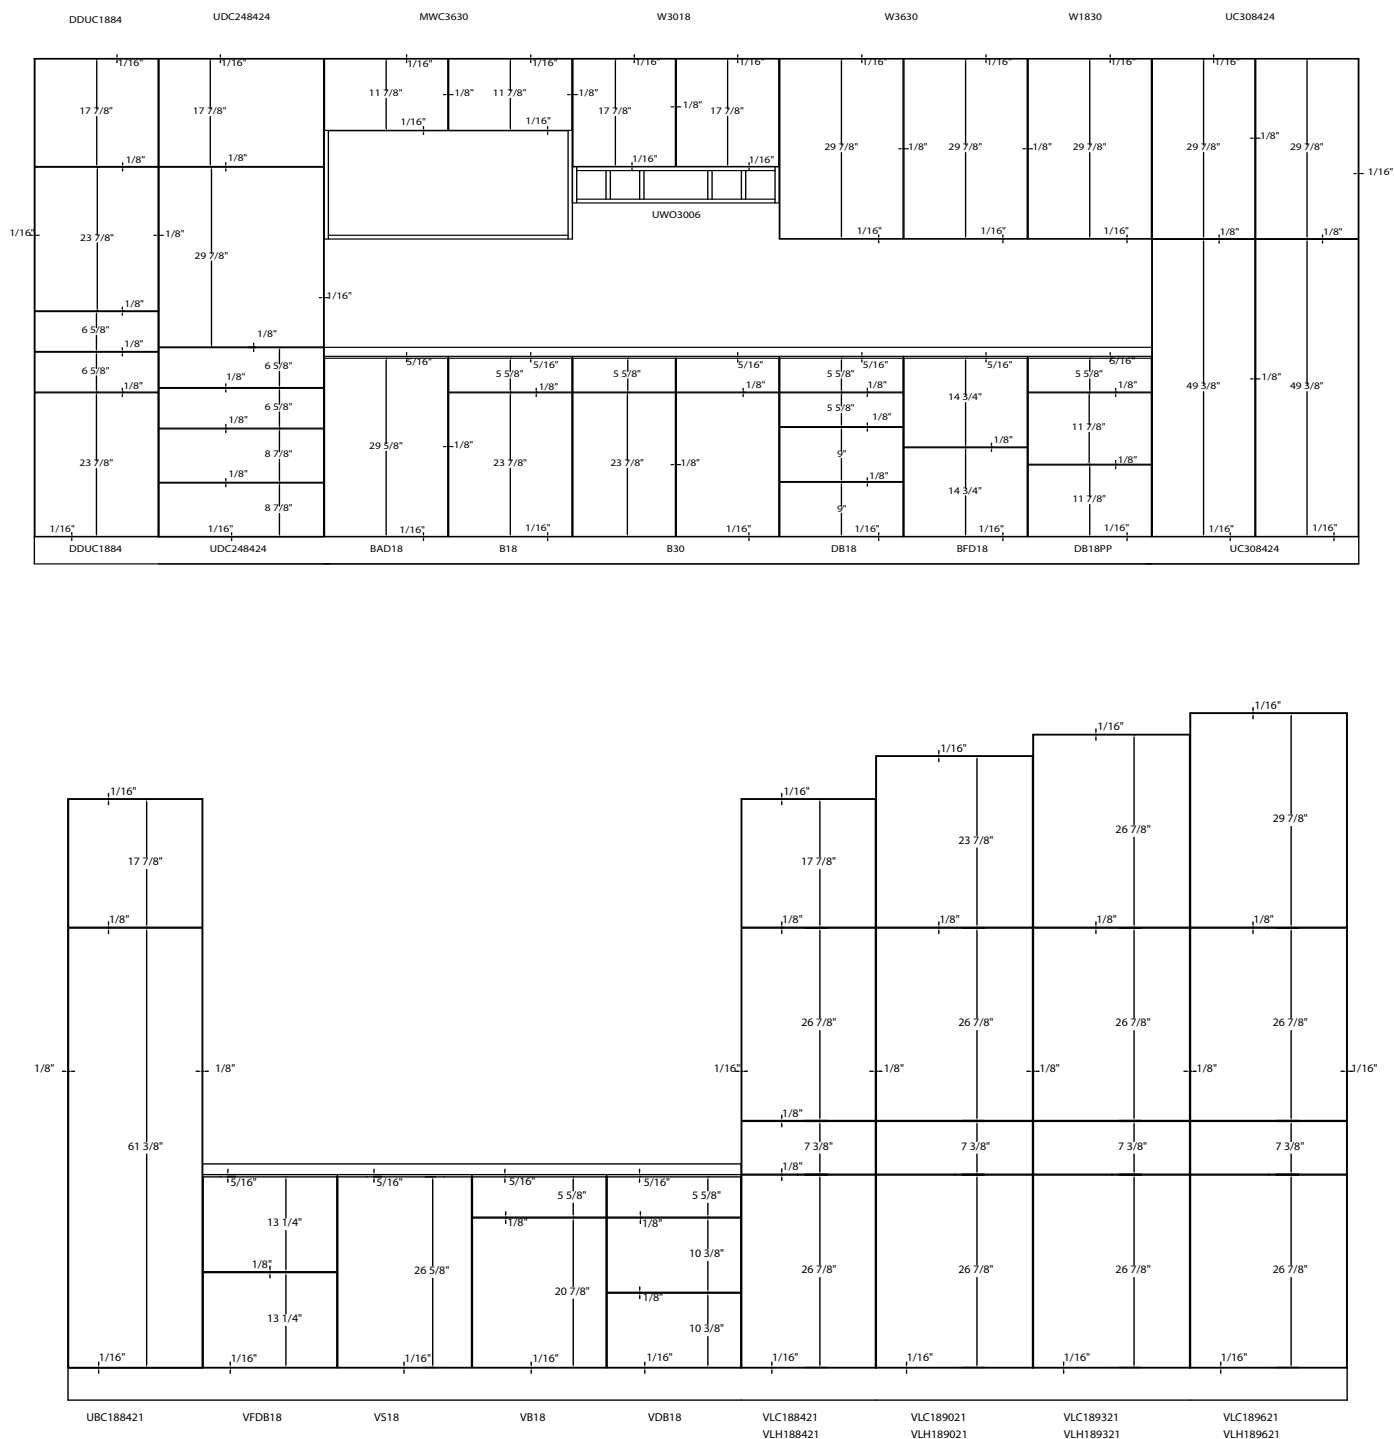 DDUC1884 UDC248424 MWC3630 W3018 W3630 W1830 UC308424
1/16" 1/16" 1/16" 1/16" 1/16" 1/16" 1/16" 1/16" 1/16" 1/16"
17 7/8" 17 7/8" 11 7/8" 1/8" 11 7/8" 1/8" 17 7/8" 1/8" 17 7/8"
1/16" 1/16"
29 7/8" 1/8" 29 7/8" 1/8" 29 7/8" 29 7/8" 1/8" 29 7/8"
1/8" 1/8" 1/16" 1/16"
1/16"
UWO3006
1/16" 23 7/8" 1/8" 1/16" 1/16" 1/16" 1/8" 1/8"
29 7/8"
1/16"
1/8" 6 5/8" 1/8"
1/8" 6 5/8" 5/16" 5/16" 5/16" 5/16" 5/16" 5/16"
6 5/8" 1/8" 5 5/8" 5 5/8" 5 5/8" 5 5/8" 1/8" 49 3/8" 1/8" 49 3/8"
1/8" 1/8" 1/8" 1/8" 1/8" 14 3/4"
6 5/8" 5 5/8"
1/8" 1/8" 11 7/8"
29 5/8" 1/8" 1/8"
23 7/8" 8 7/8" 23 7/8" 23 7/8" 1/8" 9" 1/8"
1/8" 1/8" 14 3/4" 11 7/8"
8 7/8" 9"
1/16" 1/16" 1/16" 1/16" 1/16" 1/16" 1/16" 1/16" 1/16" 1/16"
DDUC1884 UDC248424 BAD18 B18 B30 DB18 BFD18 DB18PP UC308424
1/16"
1/16"
1/16"
1/16" 1/16"
29 7/8"
26 7/8"
23 7/8"
17 7/8" 17 7/8"
1/8" 1/8" 1/8" 1/8" 1/8"
26 7/8" 26 7/8" 26 7/8" 26 7/8"
1/8" 1/8" 1/16" 1/8" 1/8" 1/8" 1/16"
1/8"
61 3/8" 7 3/8" 7 3/8" 7 3/8" 7 3/8"
1/8"
5/16" 5/16" 5/16" 5/16"
5 5/8" 5 5/8"
13 1/4" 1/8" 1/8"
10 3/8"
1/8" 26 5/8" 26 7/8" 26 7/8" 26 7/8" 26 7/8"
20 7/8" 1/8"
13 1/4" 10 3/8"
1/16" 1/16" 1/16" 1/16" 1/16" 1/16" 1/16" 1/16" 1/16"
UBC188421 VFDB18 VS18 VB18 VDB18 VLC188421 VLC189021 VLC189321 VLC189621
VLH188421 VLH189021 VLH189321 VLH189621